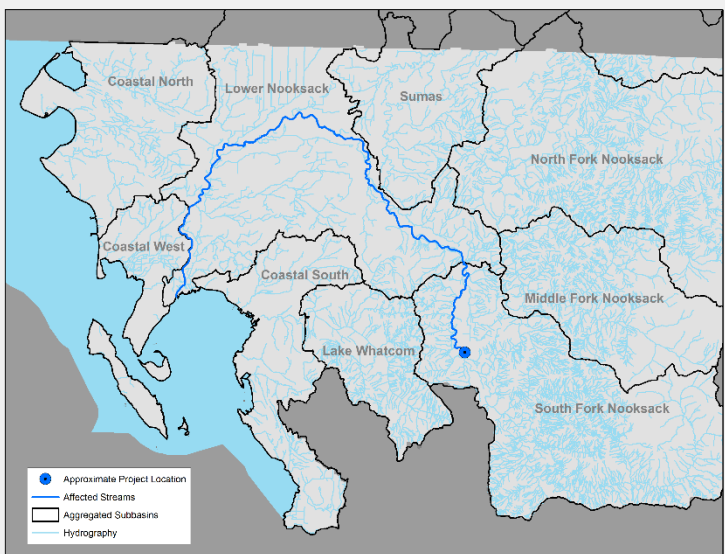 Coastal North
Lower Nooksack
Sumas
North Fork Nooksack
Coastal West
Coastal South
Middle Fork Nooksack
Lake Whatcom
South Fork Nooksack
Approximate Project Location
Affected Streams
Aggregated Subbasins
Hydrography